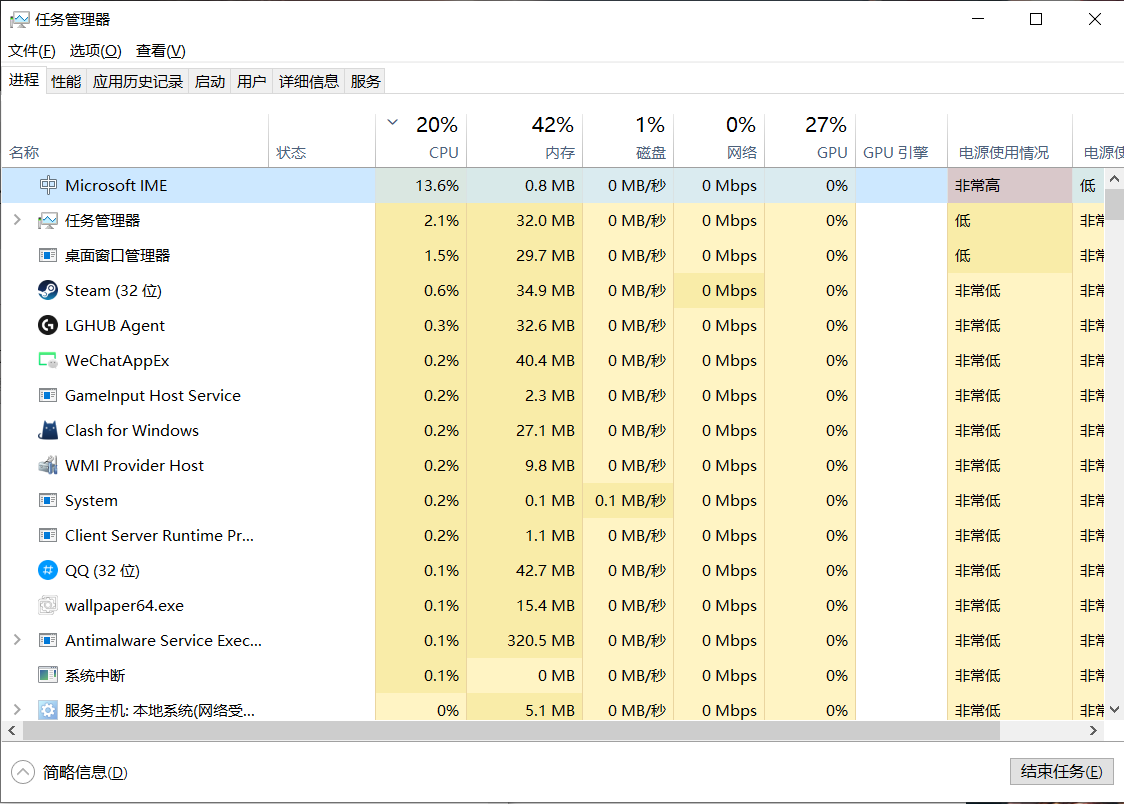 任务管理器
文件(F) 选项(O) 查看(V)
进程 性能 应用历史记录 启动 用户 详细信息 服务
20% 42% 1% 0% 27%
名称 状态 CPU 内存 磁盘 网络 GPU GPU 引擎 电源使用情况 电源使
Microsoft IME 13.6% 0.8 MB 0 MB/秒 0 Mbps 0% 非常高 低
任务管理器 2.1% 32.0 MB 0 MB/秒 0 Mbps 0% 低 非常
桌面窗口管理器 1.5% 29.7 MB 0 MB/秒 0 Mbps 0% 低 非常
Steam (32 位) 0.6% 34.9 MB 0 MB/秒 0 Mbps 0% 非常低 非常
LGHUB Agent 0.3% 32.6 MB 0 MB/秒 0 Mbps 0% 非常低 非常
WeChatAppEx 0.2% 40.4 MB 0 MB/秒 0 Mbps 0% 非常低 非常
GameInput Host Service 0.2% 2.3 MB 0 MB/秒 0 Mbps 0% 非常低 非常
Clash for Windows 0.2% 27.1 MB 0 MB/秒 0 Mbps 0% 非常低 非常
WMI Provider Host 0.2% 9.8 MB 0 MB/秒 0 Mbps 0% 非常低 非常
System 0.2% 0.1 MB 0.1 MB/秒 0 Mbps 0% 非常低 非常
Client Server Runtime Pr... 0.2% 1.1 MB 0 MB/秒 0 Mbps 0% 非常低 非常
QQ (32 位) 0.1% 42.7 MB 0 MB/秒 0 Mbps 0% 非常低 非常
wallpaper64.exe 0.1% 15.4 MB 0 MB/秒 0 Mbps 0% 非常低 非常
Antimalware Service Exec... 0.1% 320.5 MB 0 MB/秒 0 Mbps 0% 非常低 非常
系统中断 0.1% 0 MB 0 MB/秒 0 Mbps 0% 非常低 非常
服务主机: 本地系统(网络受... 0% 5.1 MB 0 MB/秒 0 Mbps 0% 非常低 非常
简略信息(D) 结束任务(E)